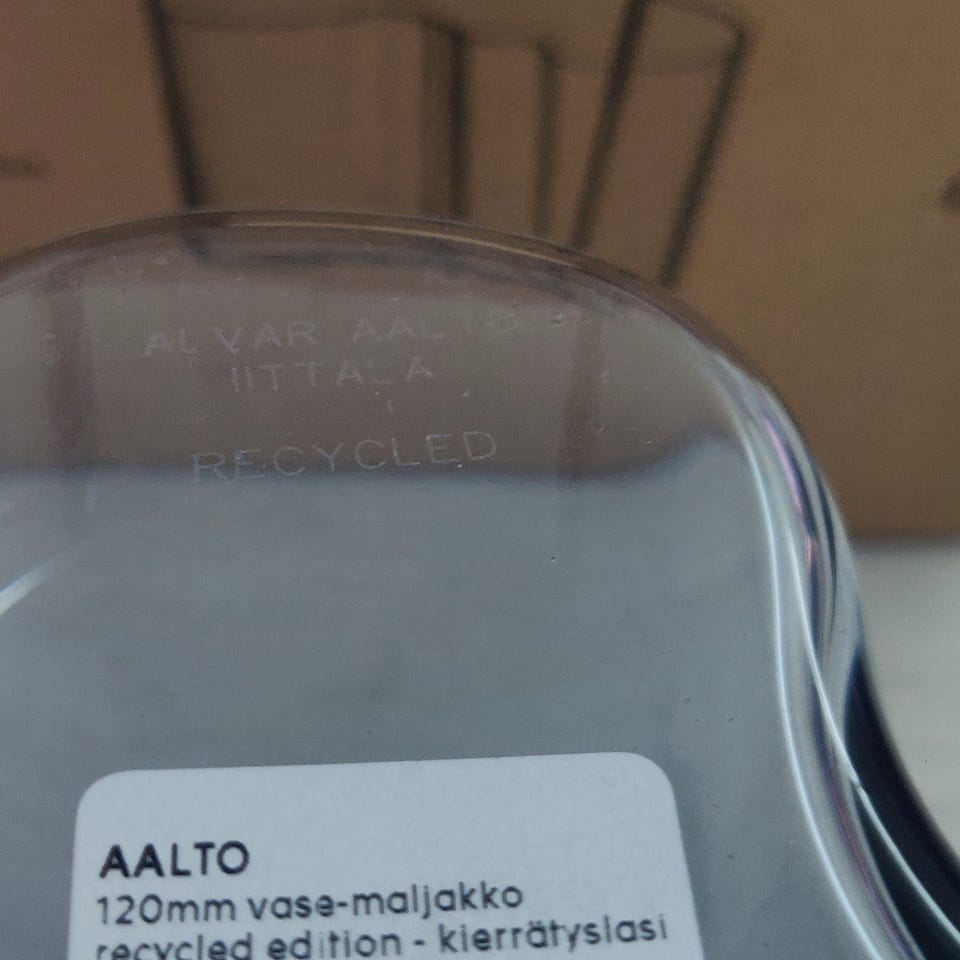 ALVAR AALTO
IITTALA
RECYCLED
AALTO
120mm vase-maljakko
recycled edition - kierrätyslasi